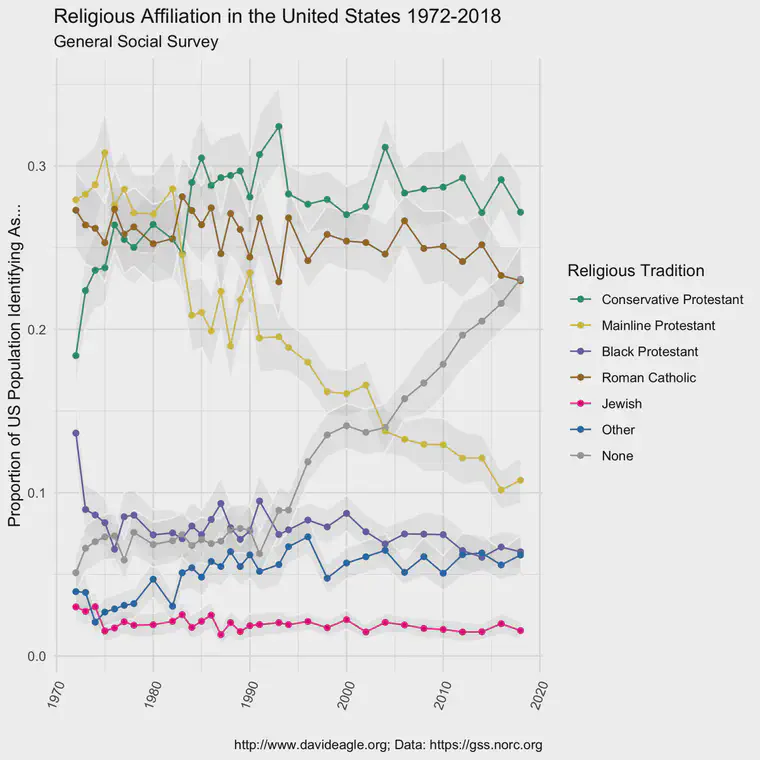 Religious Affiliation in the United States 1972-2018
General Social Survey
Proportion of US Population Identifying As...
0.3
0.2
0.1
0.0
1970
1980
1990
2000
2010
2020
Religious Tradition
Conservative Protestant
Mainline Protestant
Black Protestant
Roman Catholic
Jewish
Other
None
http://www.davideagle.org; Data: https://gss.norc.org